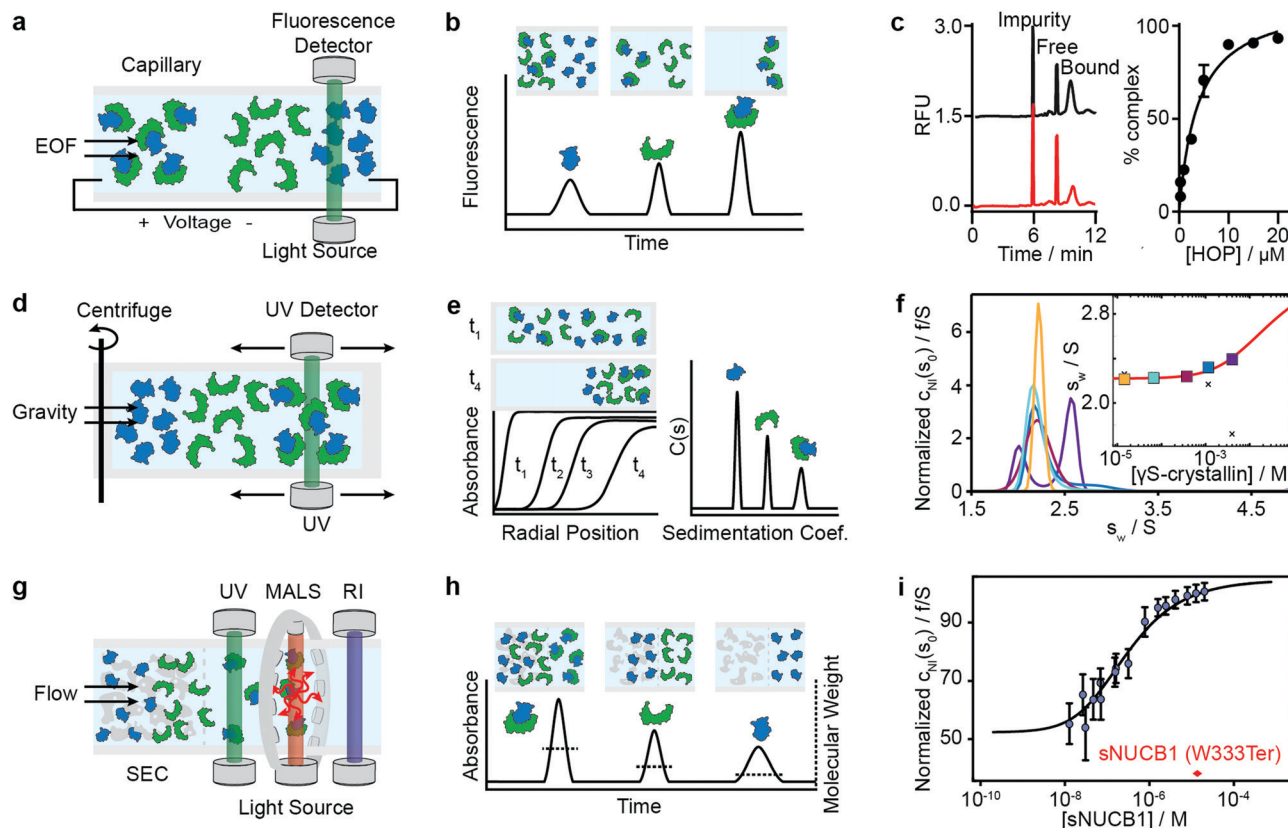 a
Fluorescence
Detector
Capillary
EOF
+ Voltage -
Light Source
b
Fluorescence
Time
c
Impurity
Free
Bound
3.0
1.5
0.0
RFU
0 6 12
Time / min
% complex
100
50
0
0 10 20
[HOP] / µM
d
Centrifuge
UV Detector
Gravity
UV
e
t1
t4
Absorbance
t1 t2 t3 t4
Radial Position
C(s)
Sedimentation Coef.
f
Normalized cNI(s0) / f/S
6
4
2
0
1.5 2.5 3.5 4.5
sw / S
sw / S
2.8
2.0
10-5 10-3
[γS-crystallin] / M
g
UV MALS RI
Flow
SEC
Light Source
h
Absorbance
Molecular Weight
Time
i
Normalized cNI(s0) / f/S
90
70
50
sNUCB1 (W333Ter)
10-10 10-8 10-6 10-4
[sNUCB1] / M